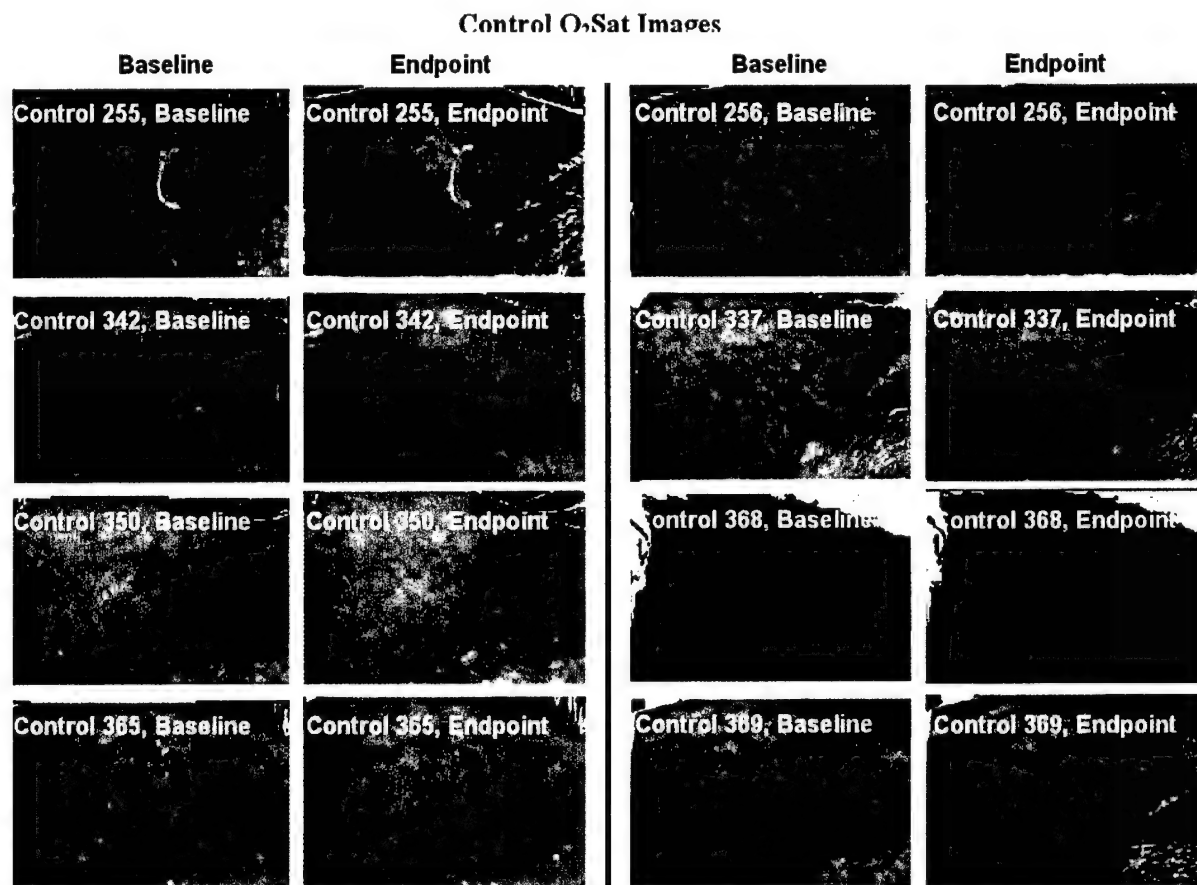 Control O₂Sat Images
Baseline Endpoint Baseline Endpoint
Control 255, Baseline Control 255, Endpoint Control 256, Baseline Control 256, Endpoint
Control 342, Baseline Control 342, Endpoint Control 337, Baseline Control 337, Endpoint
Control 350, Baseline Control 350, Endpoint Control 368, Baseline Control 368, Endpoint
Control 365, Baseline Control 365, Endpoint Control 369, Baseline Control 369, Endpoint